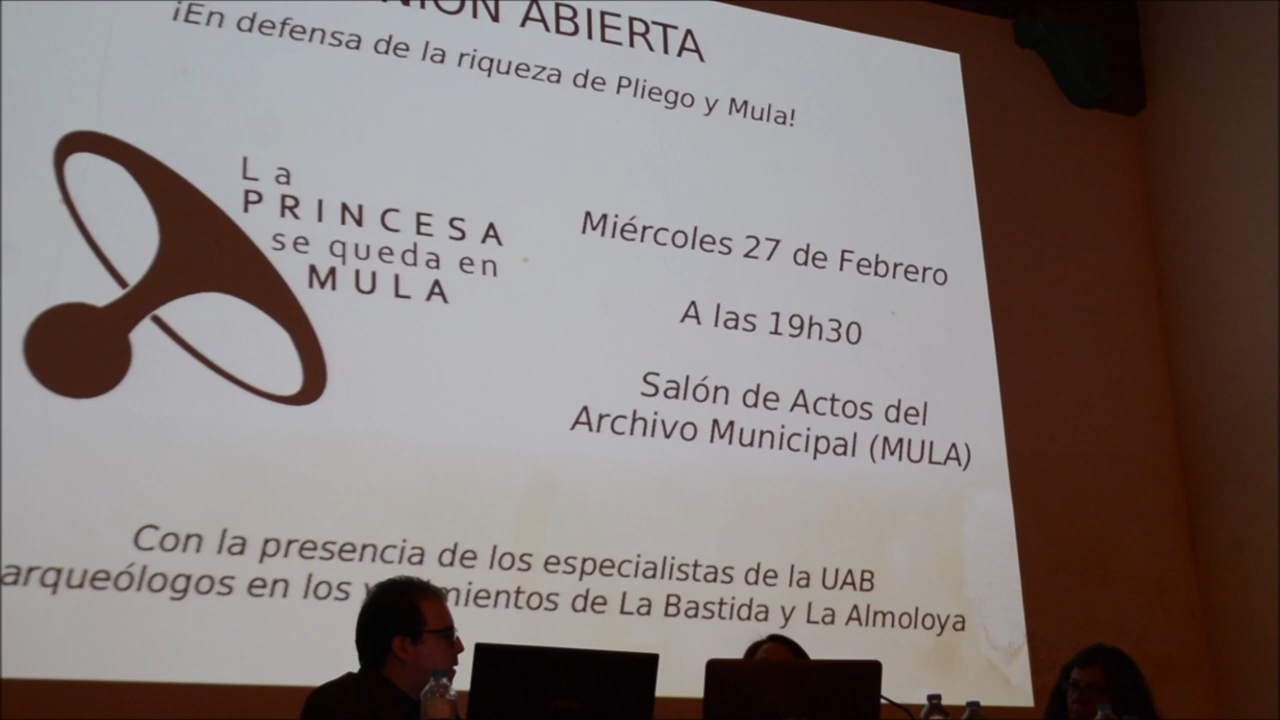 ABIERTA
¡En defensa de la riqueza de Pliego y Mula!
La
PRINCESA
se queda en
MULA
Miércoles 27 de Febrero
A las 19h30
Salón de Actos del
Archivo Municipal (MULA)
Con la presencia de los especialistas de la UAB
arqueólogos en los mientos de La Bastida y La Almoloya